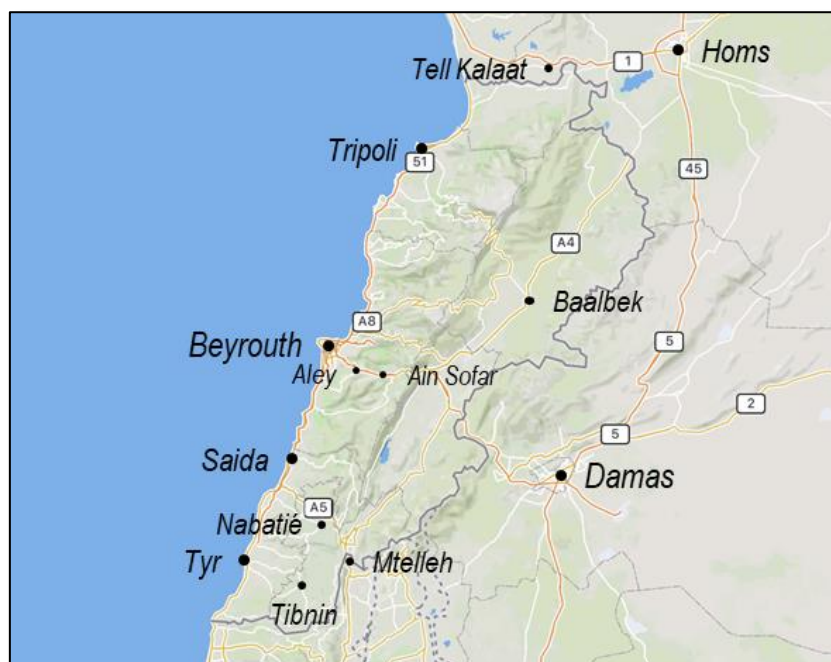 Homs
Tell Kalaat
1
Tripoli
51
45
A4
Baalbek
A8
Beyrouth
5
Aley
Ain Sofar
2
5
Saida
Damas
A5
Nabatié
Tyr
Mtelleh
Tibnin